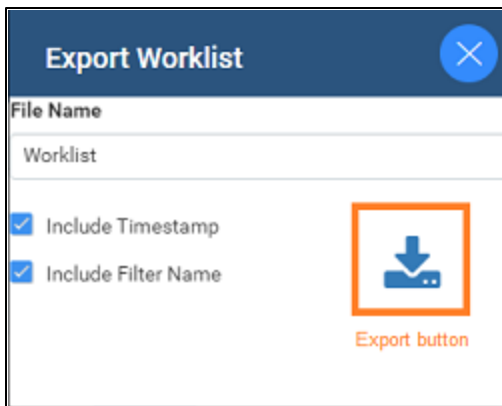 Export Worklist
File Name
Worklist
Include Timestamp
Include Filter Name
Export button